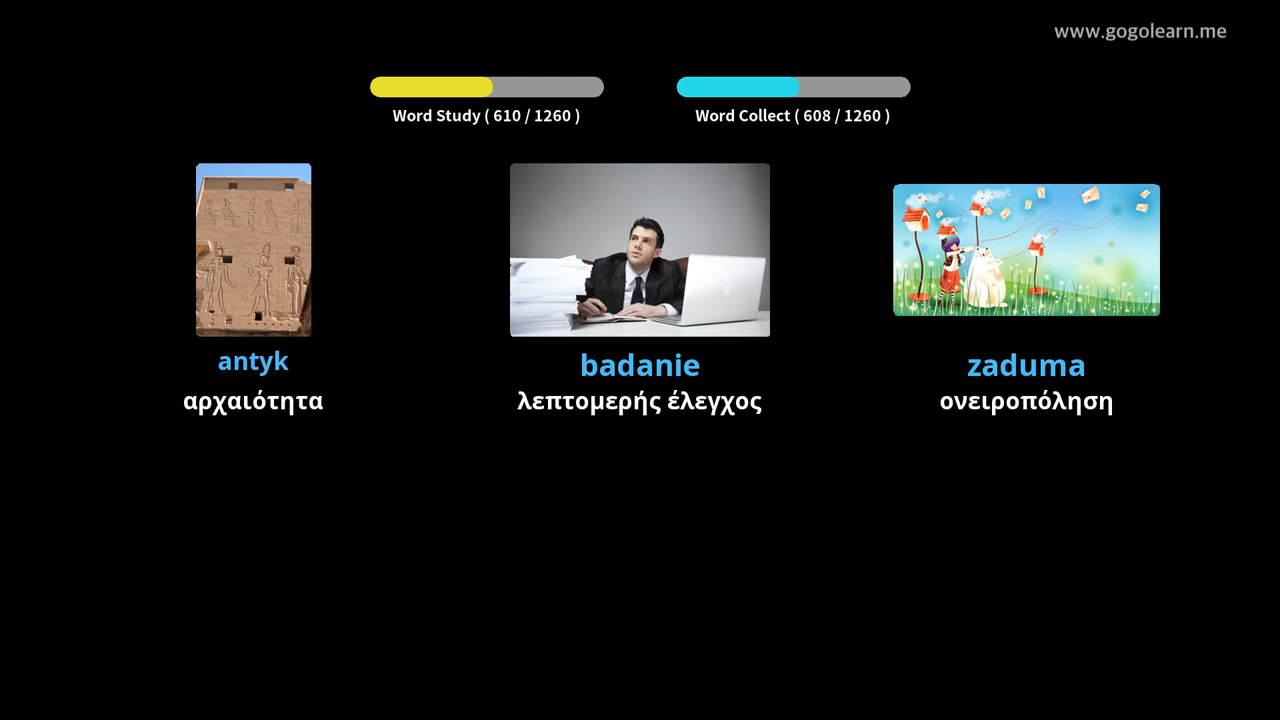 www.gogolearn.me
Word Study ( 610 / 1260 )
Word Collect ( 608 / 1260 )
antyk
αρχαιότητα
badanie
λεπτομερής έλεγχος
zaduma
ονειροπόληση